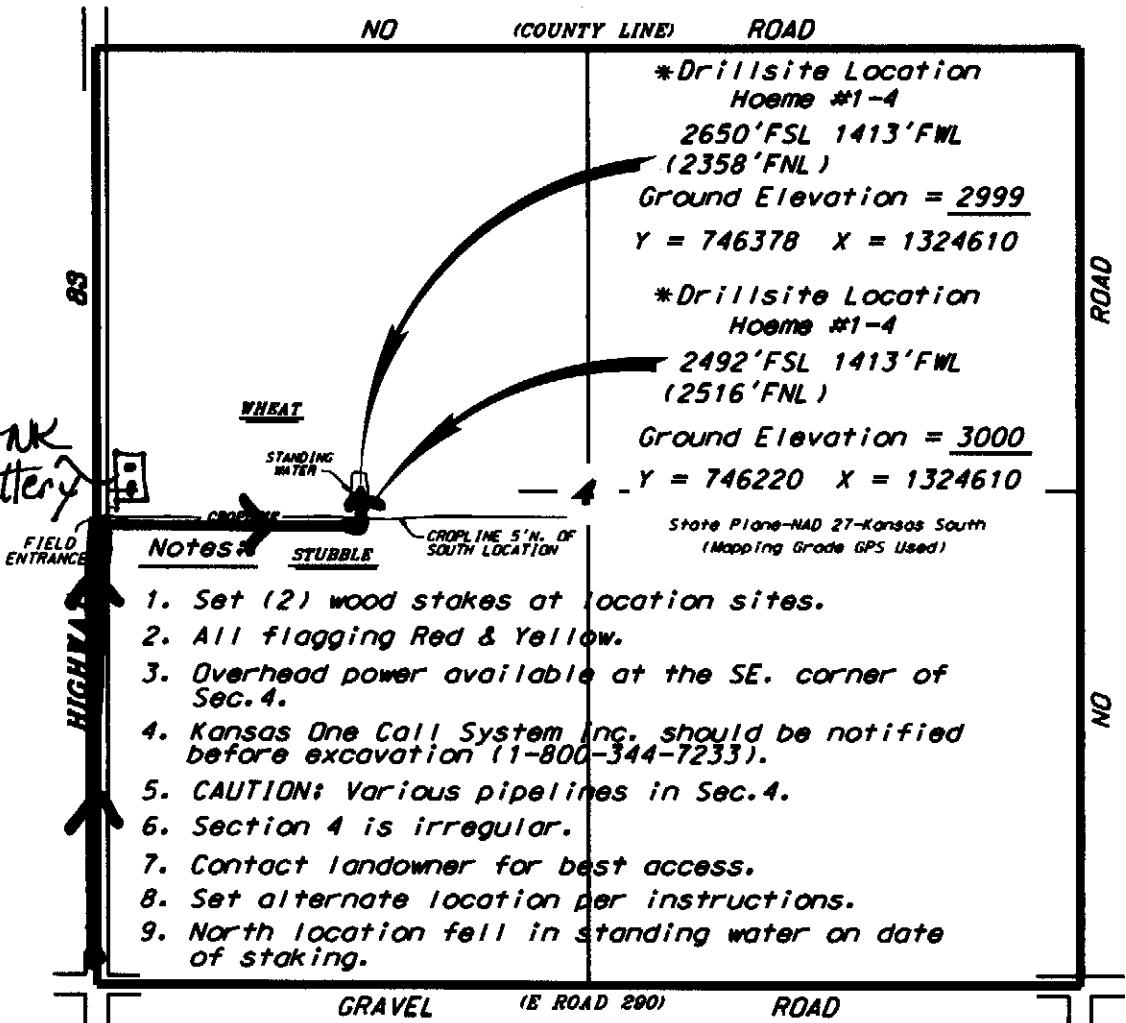 NO (COUNTY LINE) ROAD
*Drillsite Location
Hoeme #1-4
2650'FSL 1413'FWL
(2358'FNL)
Ground Elevation = 2999
Y = 746378 X = 1324610
83
ROAD
*Drillsite Location
Hoeme #1-4
2492'FSL 1413'FWL
(2516'FNL)
Ground Elevation = 3000
Y = 746220 X = 1324610
WHEAT
STANDING
WATER
4
State Plane-NAD 27-Kansas South
(Mapping Grade GPS Used)
CROPLINE
CROPLINE 5'N. OF
SOUTH LOCATION
FIELD
ENTRANCE
Notes:
STUBBLE
1. Set (2) wood stakes at location sites.
2. All flagging Red & Yellow.
3. Overhead power available at the SE. corner of
Sec.4.
4. Kansas One Call System Inc. should be notified
before excavation (1-800-344-7233).
5. CAUTION: Various pipelines in Sec.4.
6. Section 4 is irregular.
7. Contact landowner for best access.
8. Set alternate location per instructions.
9. North location fell in standing water on date
of staking.
HIGHWAY
NO
GRAVEL (E ROAD 290) ROAD